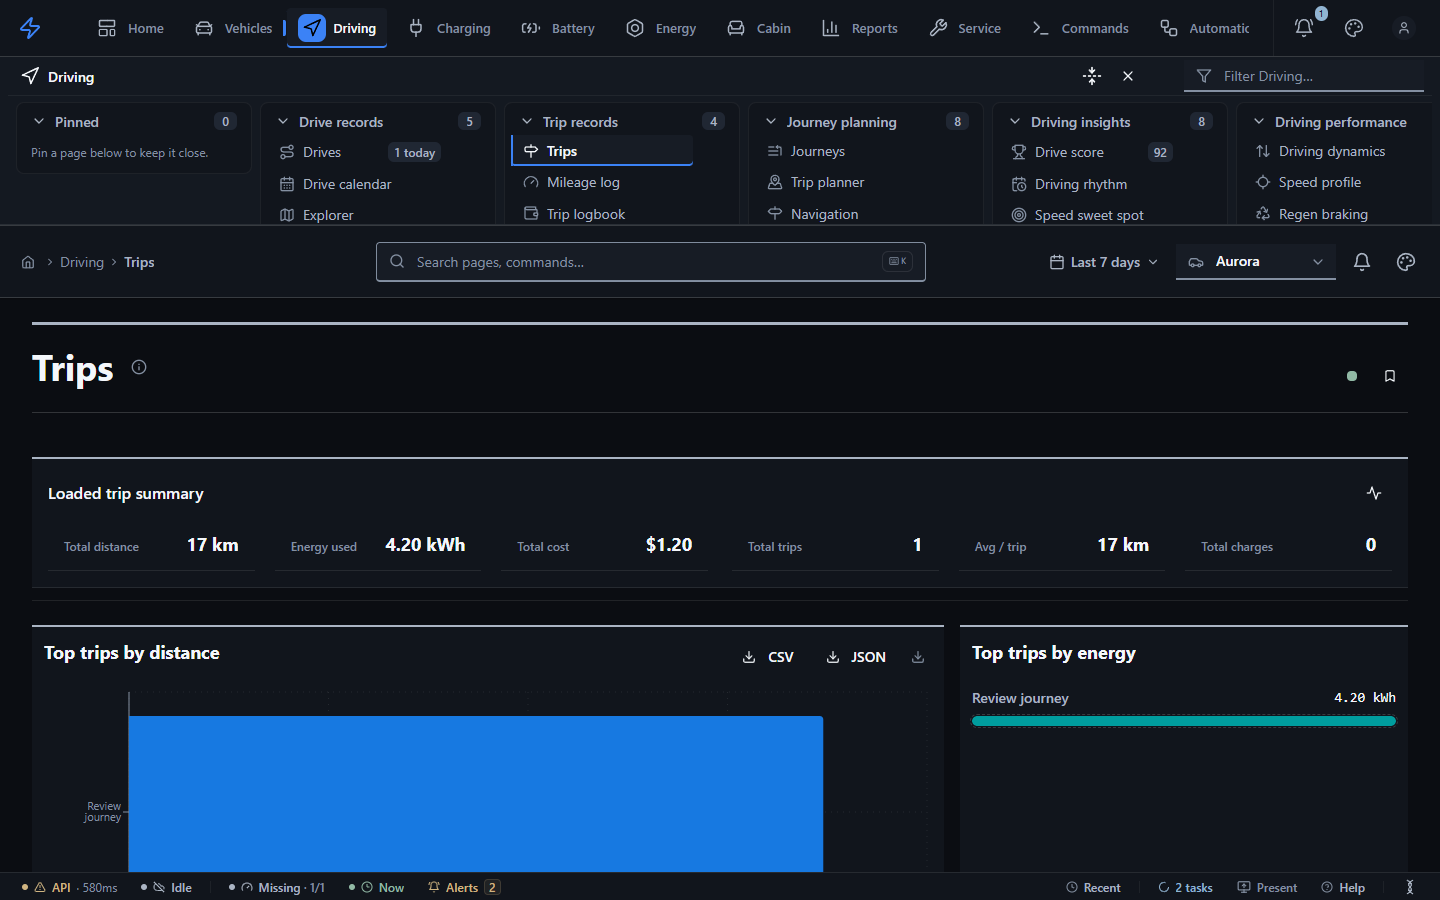 Home Vehicles Driving Charging Battery Energy Cabin Reports Service Commands Automatic 1
Driving Filter Driving...
Pinned 0 Drive records 5 Trip records 4 Journey planning 8 Driving insights 8 Driving performance
Pin a page below to keep it close. Drives 1 today Trips Journeys Drive score 92 Driving dynamics
Drive calendar Mileage log Trip planner Driving rhythm Speed profile
Explorer Trip logbook Navigation Speed sweet spot Regen braking
Driving Trips Search pages, commands... K Last 7 days Aurora
Trips
Loaded trip summary
Total distance 17 km Energy used 4.20 kWh Total cost $1.20 Total trips 1 Avg / trip 17 km Total charges 0
Top trips by distance CSV JSON Top trips by energy
Review journey 4.20 kWh
Review
journey
API · 580ms Idle Missing · 1/1 Now Alerts 2 Recent 2 tasks Present Help